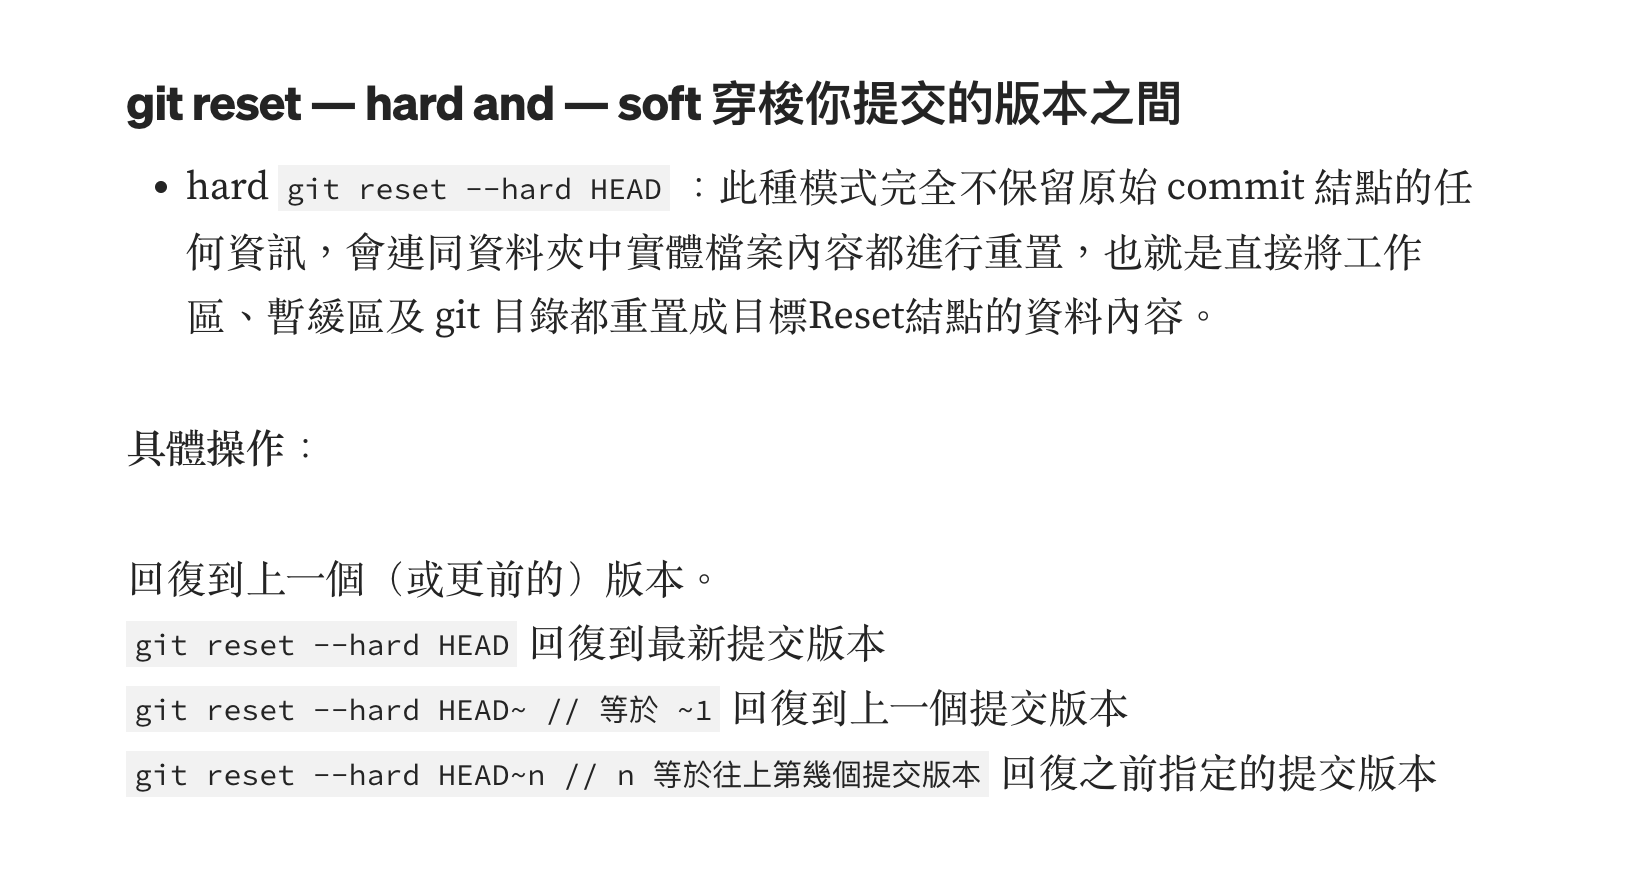 git reset — hard and — soft 穿梭你提交的版本之間
• hard git reset --hard HEAD ：此種模式完全不保留原始 commit 結點的任
何資訊，會連同資料夾中實體檔案內容都進行重置，也就是直接將工作
區、暫緩區及 git 目錄都重置成目標Reset結點的資料內容。
具體操作：
回復到上一個（或更前的）版本。
git reset --hard HEAD 回復到最新提交版本
git reset --hard HEAD~ // 等於 ~1 回復到上一個提交版本
git reset --hard HEAD~n // n 等於往上第幾個提交版本 回復之前指定的提交版本